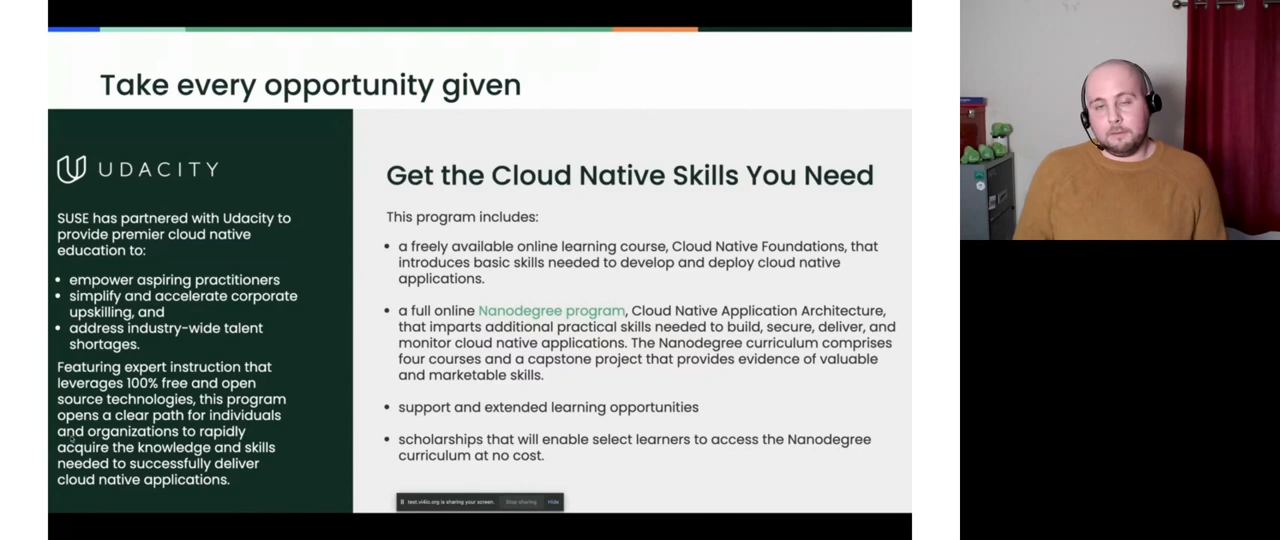 Take every opportunity given
UDACITY
SUSE has partnered with Udacity to
provide premier cloud native
education to:
• empower aspiring practitioners
• simplify and accelerate corporate
upskilling, and
• address industry-wide talent
shortages.
Featuring expert instruction that
leverages 100% free and open
source technologies, this program
opens a clear path for individuals
and organizations to rapidly
acquire the knowledge and skills
needed to successfully deliver
cloud native applications.
Get the Cloud Native Skills You Need
This program includes:
• a freely available online learning course, Cloud Native Foundations, that
introduces basic skills needed to develop and deploy cloud native
applications.
• a full online Nanodegree program, Cloud Native Application Architecture,
that imparts additional practical skills needed to build, secure, deliver, and
monitor cloud native applications. The Nanodegree curriculum comprises
four courses and a capstone project that provides evidence of valuable
and marketable skills.
• support and extended learning opportunities
• scholarships that will enable select learners to access the Nanodegree
curriculum at no cost.
is sharing your screen. Stop sharing Hide